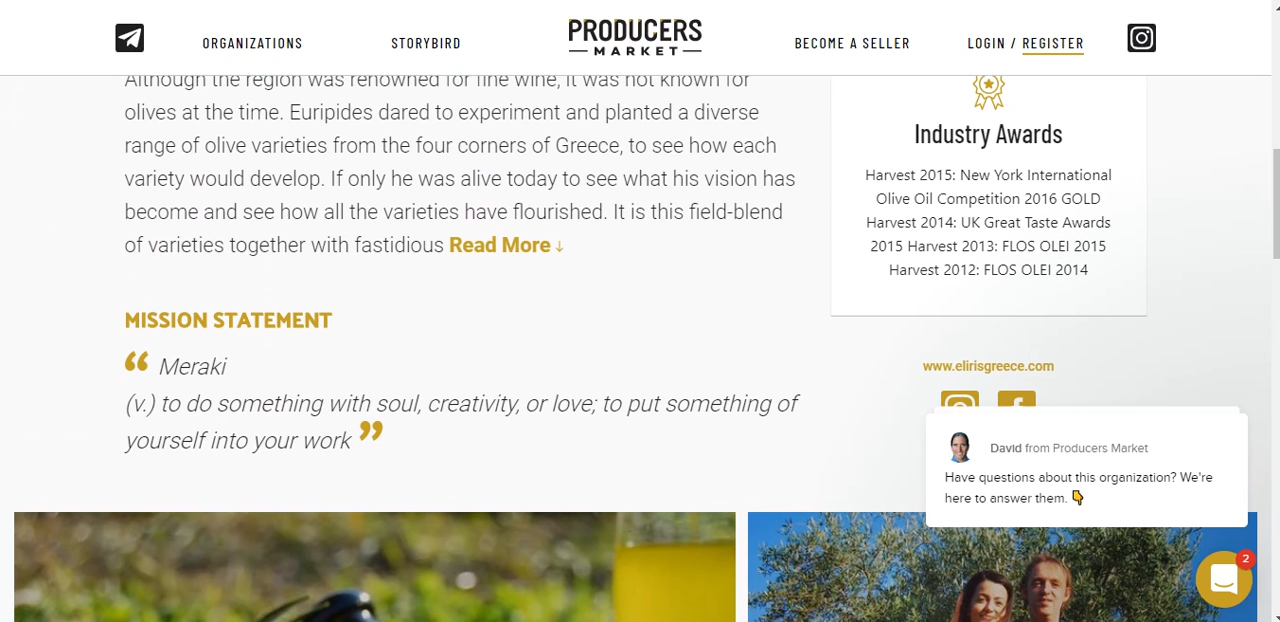 ORGANIZATIONS
STORYBIRD
PRODUCERS
MARKET
BECOME A SELLER
LOGIN / REGISTER
Although the region was renowned for fine wine, it was not known for
olives at the time. Euripides dared to experiment and planted a diverse
range of olive varieties from the four corners of Greece, to see how each
variety would develop. If only he was alive today to see what his vision has
become and see how all the varieties have flourished. It is this field-blend
of varieties together with fastidious Read More ↓
MISSION STATEMENT
“ Meraki
(v.) to do something with soul, creativity, or love; to put something of
yourself into your work ”
Industry Awards
Harvest 2015: New York International
Olive Oil Competition 2016 GOLD
Harvest 2014: UK Great Taste Awards
2015 Harvest 2013: FLOS OLEI 2015
Harvest 2012: FLOS OLEI 2014
www.elirisgreece.com
David from Producers Market
Have questions about this organization? We're
here to answer them. 👇
2